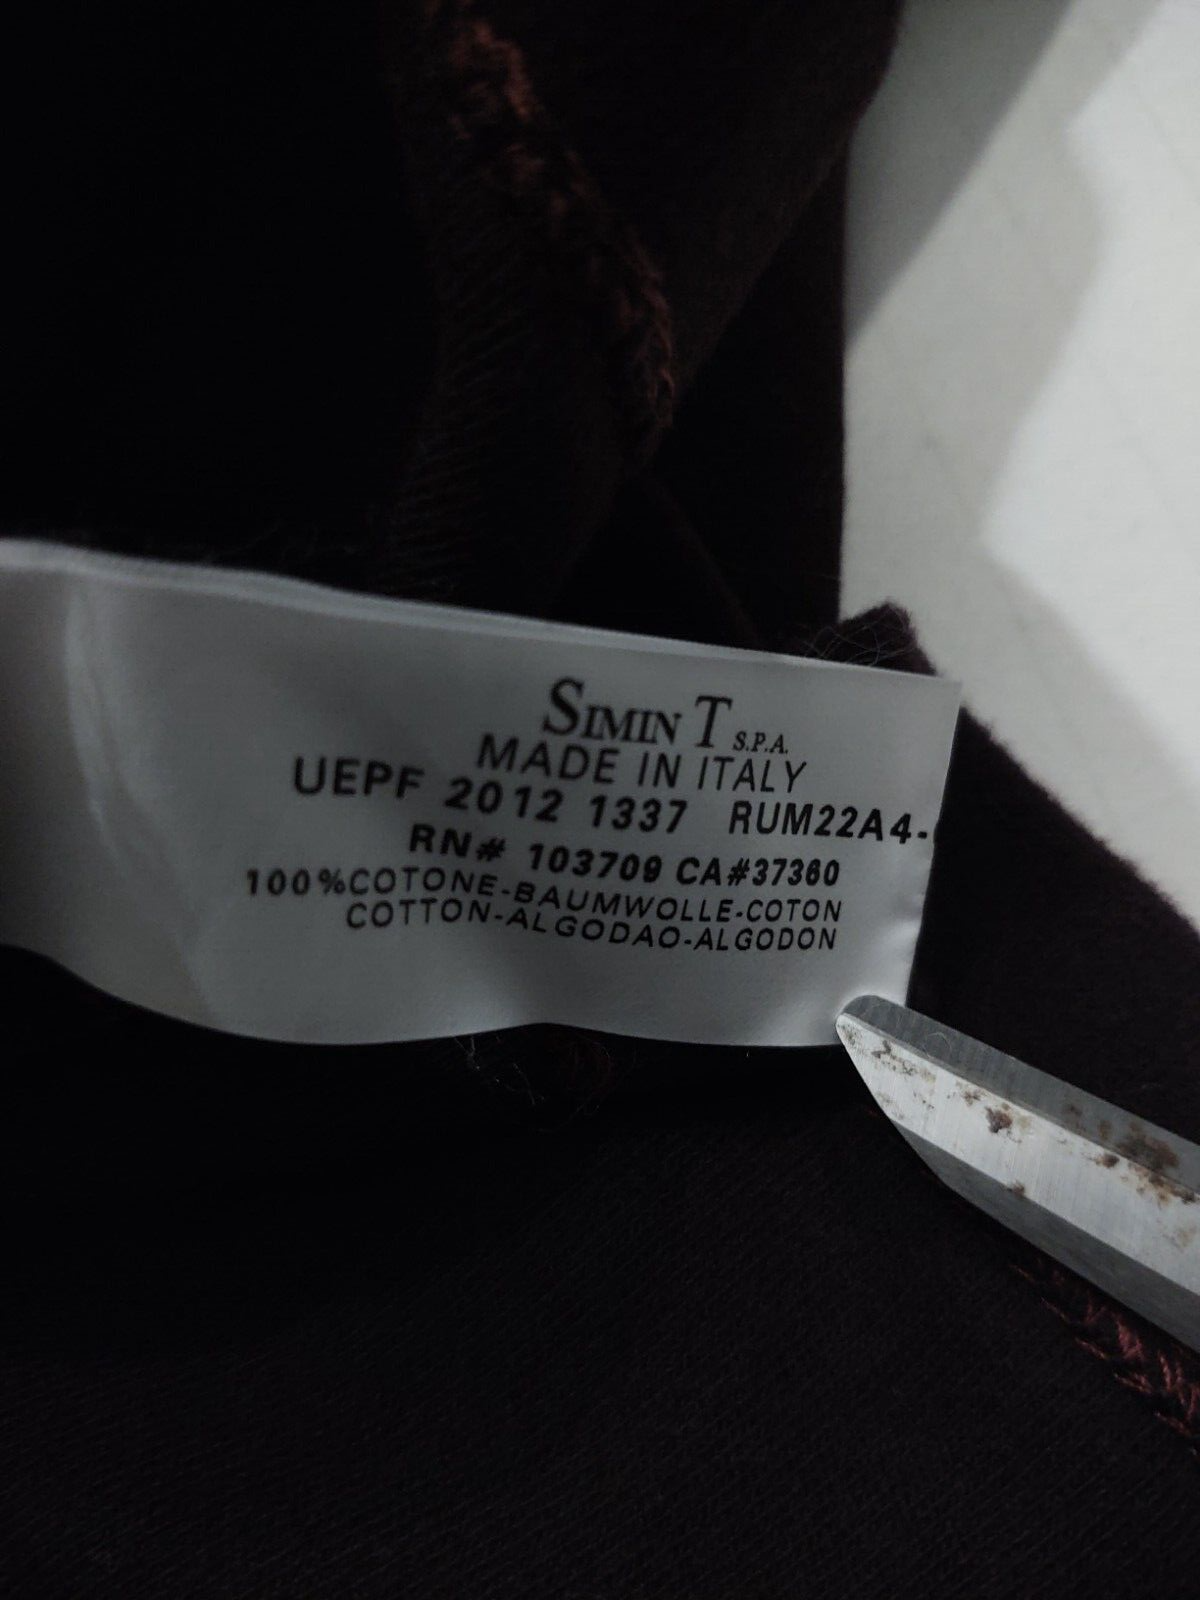 SIMIN T S.P.A.
MADE IN ITALY
UEPF 2012 1337 RUM22A4-
RN# 103709 CA#37360
100%COTONE-BAUMWOLLE-COTON
COTTON-ALGODAO-ALGODON